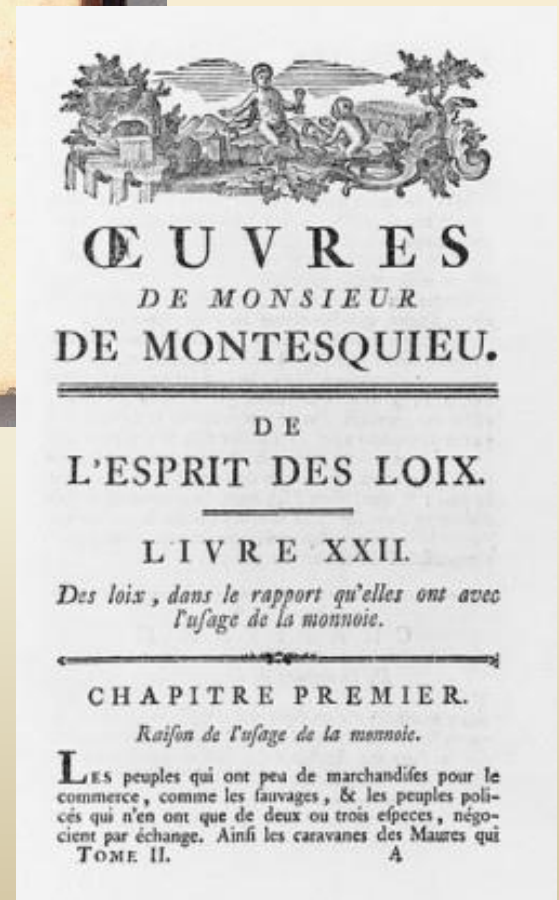 ŒUVRES
DE MONSIEUR
DE MONTESQUIEU.
DE
L'ESPRIT DES LOIX.
LIVRE XXII.
Des loix, dans le rapport qu'elles ont avec
l'uſage de la monnoie.
CHAPITRE PREMIER.
Raiſon de l'uſage de la monnoie.
LES peuples qui ont peu de marchandiſes pour le
commerce, comme les ſauvages, & les peuples poli-
cés qui n'en ont que de deux ou trois eſpeces, négo-
cient par échange. Ainſi les caravanes des Maures qui
TOME II. A